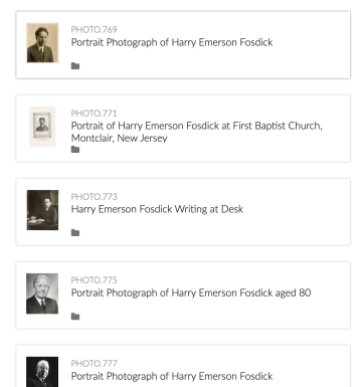 PHOTO.769
Portrait Photograph of Harry Emerson Fosdick
PHOTO.771
Portrait of Harry Emerson Fosdick at First Baptist Church,
Montclair, New Jersey
PHOTO.773
Harry Emerson Fosdick Writing at Desk
PHOTO.775
Portrait Photograph of Harry Emerson Fosdick aged 80
PHOTO.777
Portrait Photograph of Harry Emerson Fosdick